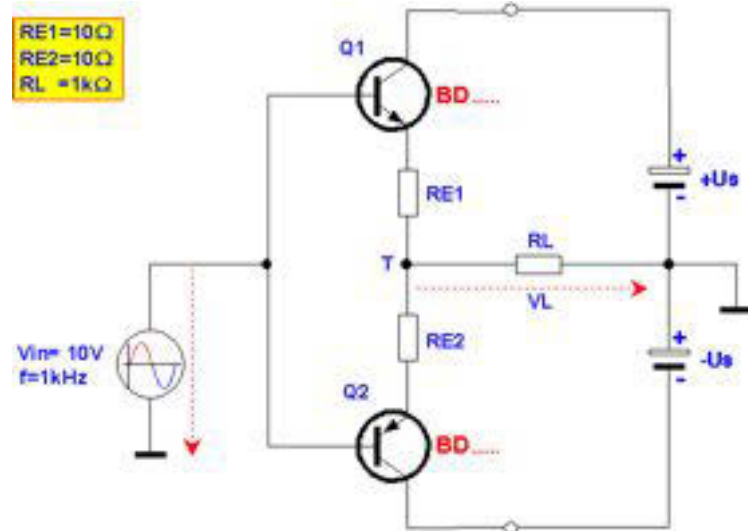 RE1=10Ω
RE2=10Ω
RL =1kΩ
Q1
BD.....
+
+Us
-
RE1
RL
T
VL
RE2
+
-Us
-
Vin= 10V
f=1kHz
Q2
BD.....